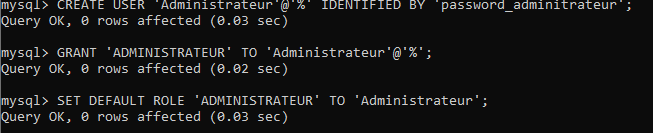 mysql> CREATE USER 'Administrateur'@'%' IDENTIFIED BY 'password_adminitrateur';
Query OK, 0 rows affected (0.03 sec)
mysql> GRANT 'ADMINISTRATEUR' TO 'Administrateur'@'%';
Query OK, 0 rows affected (0.02 sec)
mysql> SET DEFAULT ROLE 'ADMINISTRATEUR' TO 'Administrateur';
Query OK, 0 rows affected (0.03 sec)